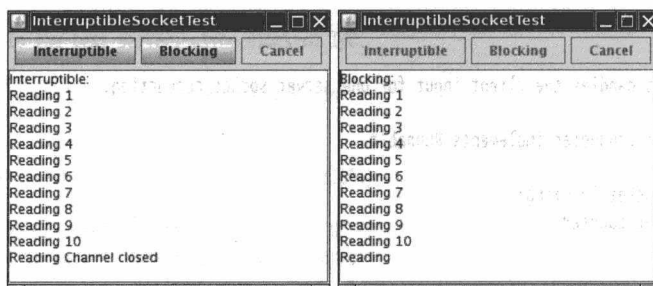 InterruptibleSocketTest
Interruptible Blocking Cancel
Interruptible:
Reading 1
Reading 2
Reading 3
Reading 4
Reading 5
Reading 6
Reading 7
Reading 8
Reading 9
Reading 10
Reading Channel closed
InterruptibleSocketTest
Interruptible Blocking Cancel
Blocking:
Reading 1
Reading 2
Reading 3
Reading 4
Reading 5
Reading 6
Reading 7
Reading 8
Reading 9
Reading 10
Reading